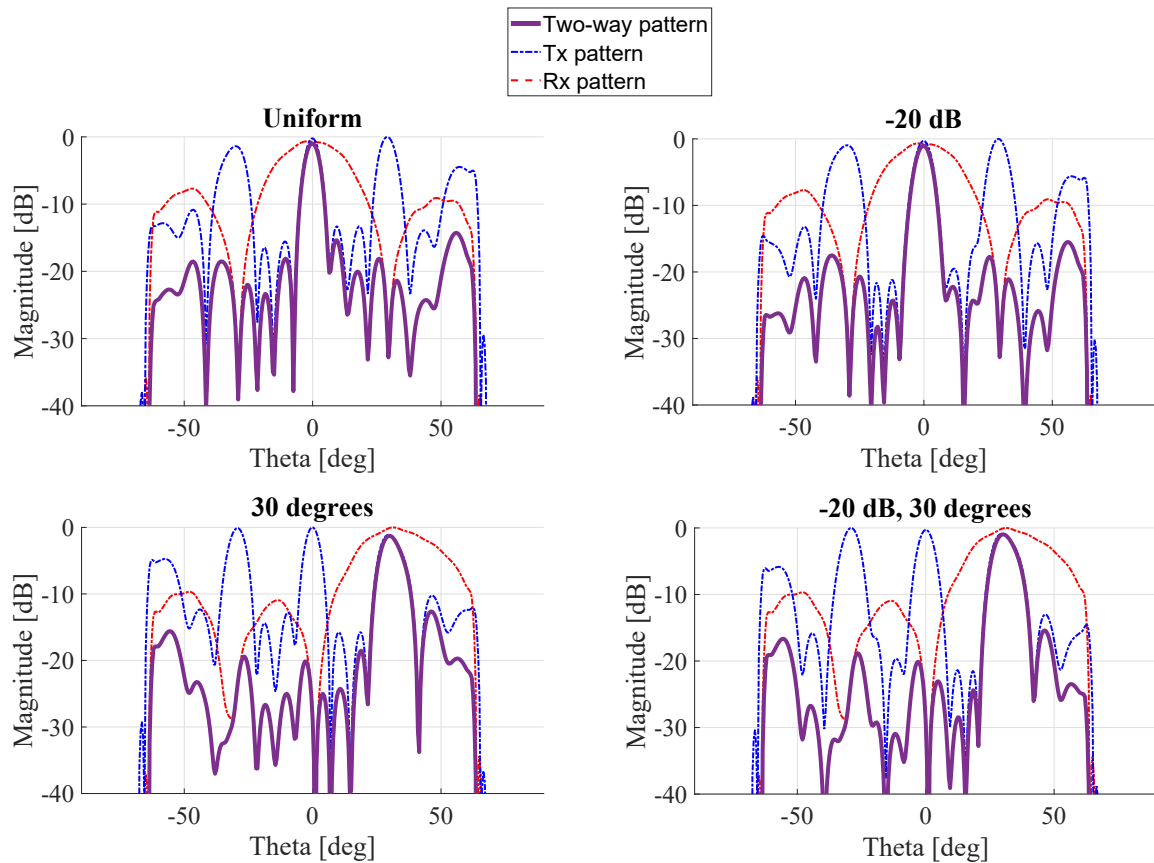 Two-way pattern
Tx pattern
Rx pattern
Uniform
0
-10
-20
-30
-40
Magnitude [dB]
-50 0 50
Theta [deg]
-20 dB
0
-10
-20
-30
-40
Magnitude [dB]
-50 0 50
Theta [deg]
30 degrees
0
-10
-20
-30
-40
Magnitude [dB]
-50 0 50
Theta [deg]
-20 dB, 30 degrees
0
-10
-20
-30
-40
Magnitude [dB]
-50 0 50
Theta [deg]